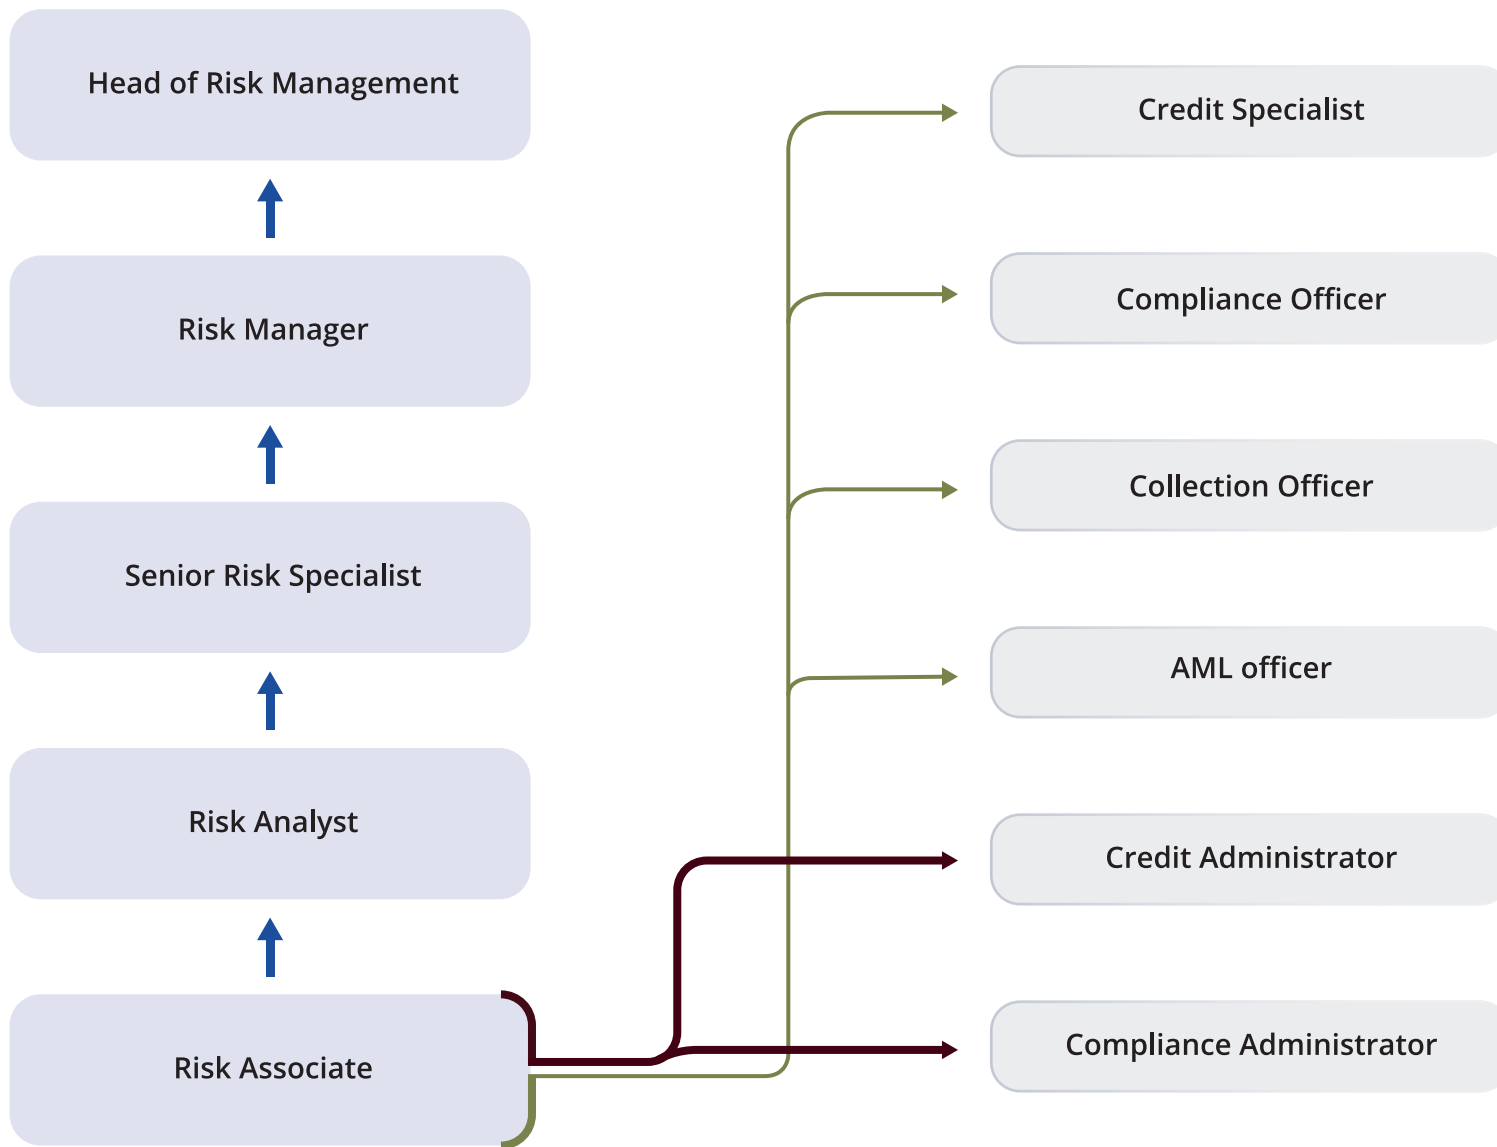 Head of Risk Management
Risk Manager
Senior Risk Specialist
Risk Analyst
Risk Associate
Credit Specialist
Compliance Officer
Collection Officer
AML officer
Credit Administrator
Compliance Administrator